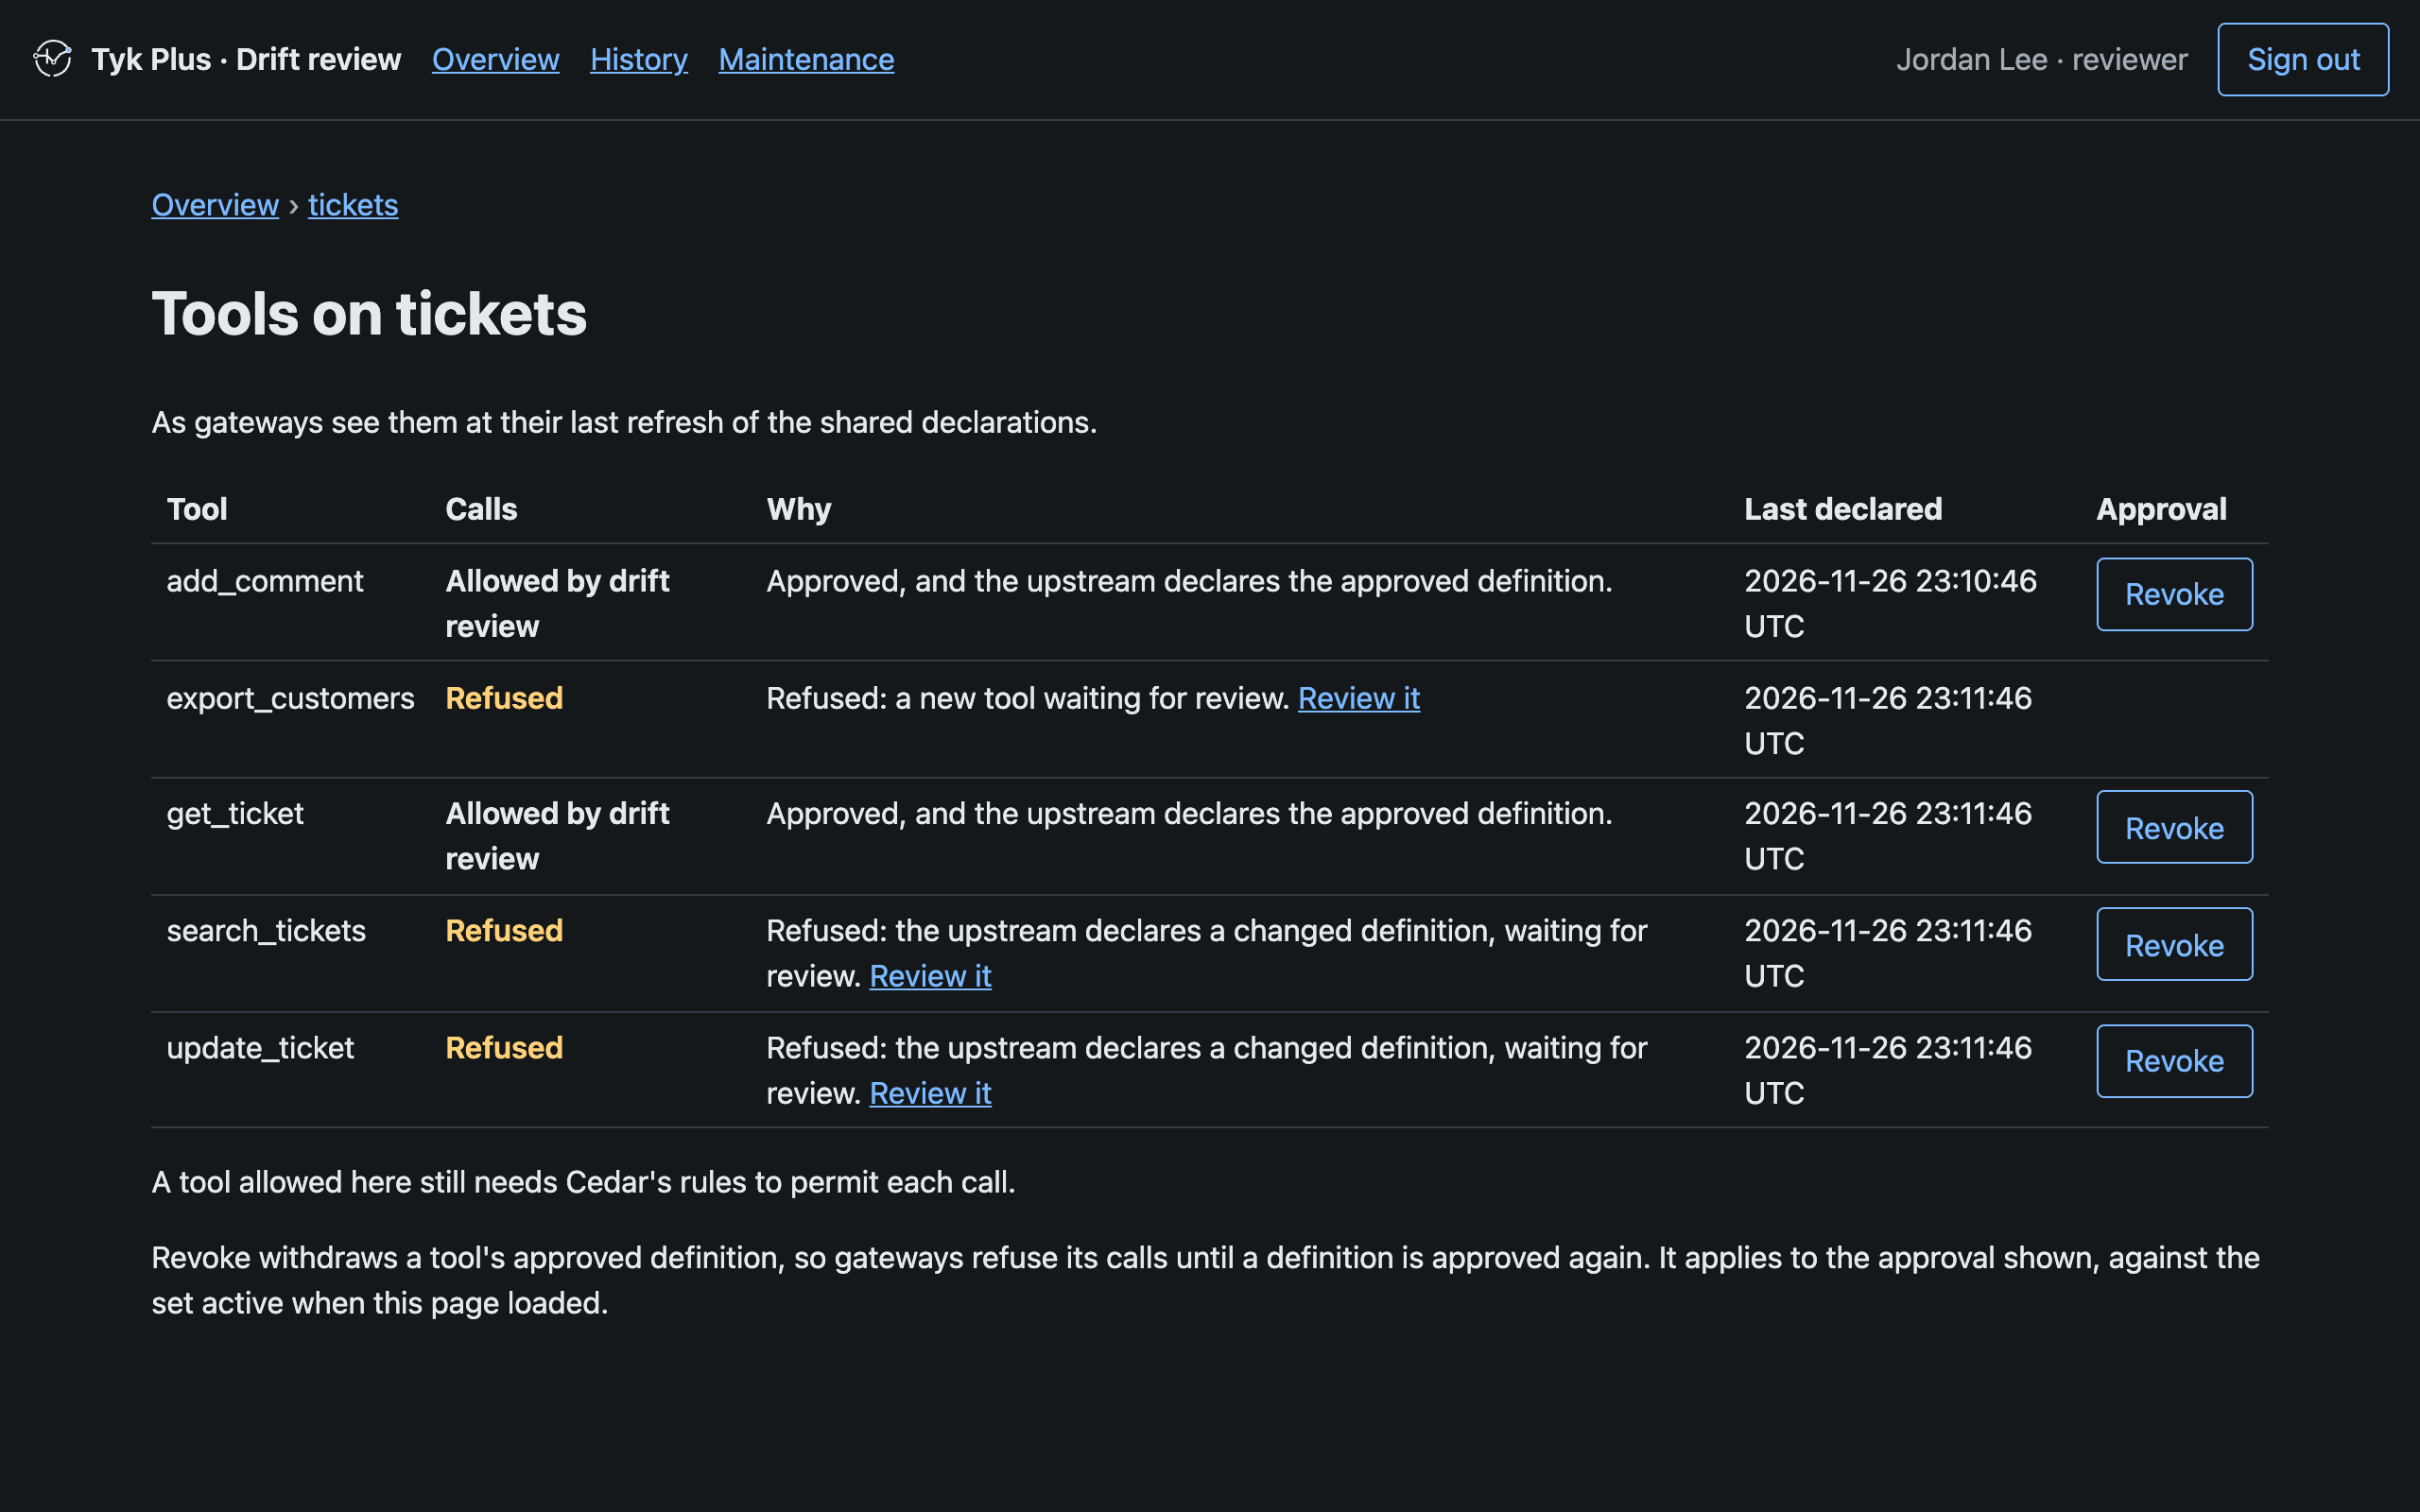 Tyk Plus · Drift review Overview History Maintenance Jordan Lee · reviewer Sign out
Overview › tickets
Tools on tickets
As gateways see them at their last refresh of the shared declarations.
Tool Calls Why Last declared Approval
add_comment Allowed by drift review Approved, and the upstream declares the approved definition. 2026-11-26 23:10:46 UTC Revoke
export_customers Refused Refused: a new tool waiting for review. Review it 2026-11-26 23:11:46 UTC
get_ticket Allowed by drift review Approved, and the upstream declares the approved definition. 2026-11-26 23:11:46 UTC Revoke
search_tickets Refused Refused: the upstream declares a changed definition, waiting for review. Review it 2026-11-26 23:11:46 UTC Revoke
update_ticket Refused Refused: the upstream declares a changed definition, waiting for review. Review it 2026-11-26 23:11:46 UTC Revoke
A tool allowed here still needs Cedar's rules to permit each call.
Revoke withdraws a tool's approved definition, so gateways refuse its calls until a definition is approved again. It applies to the approval shown, against the
set active when this page loaded.